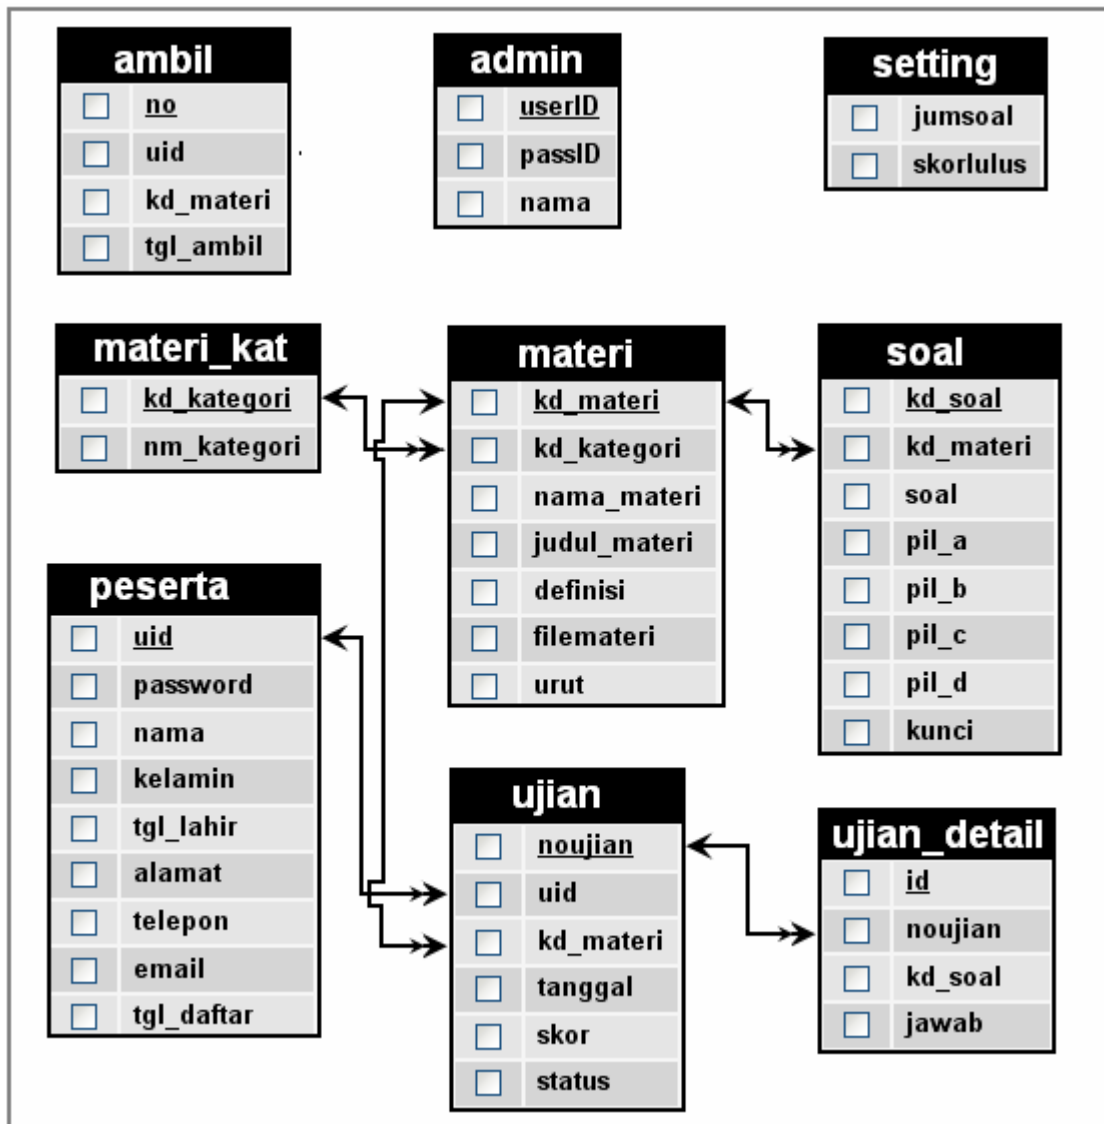 ambil
no
uid
kd_materi
tgl_ambil
admin
userID
passID
nama
setting
jumsoal
skorlulus
materi_kat
kd_kategori
nm_kategori
materi
kd_materi
kd_kategori
nama_materi
judul_materi
definisi
filemateri
urut
soal
kd_soal
kd_materi
soal
pil_a
pil_b
pil_c
pil_d
kunci
peserta
uid
password
nama
kelamin
tgl_lahir
alamat
telepon
email
tgl_daftar
ujian
noujian
uid
kd_materi
tanggal
skor
status
ujian_detail
id
noujian
kd_soal
jawab